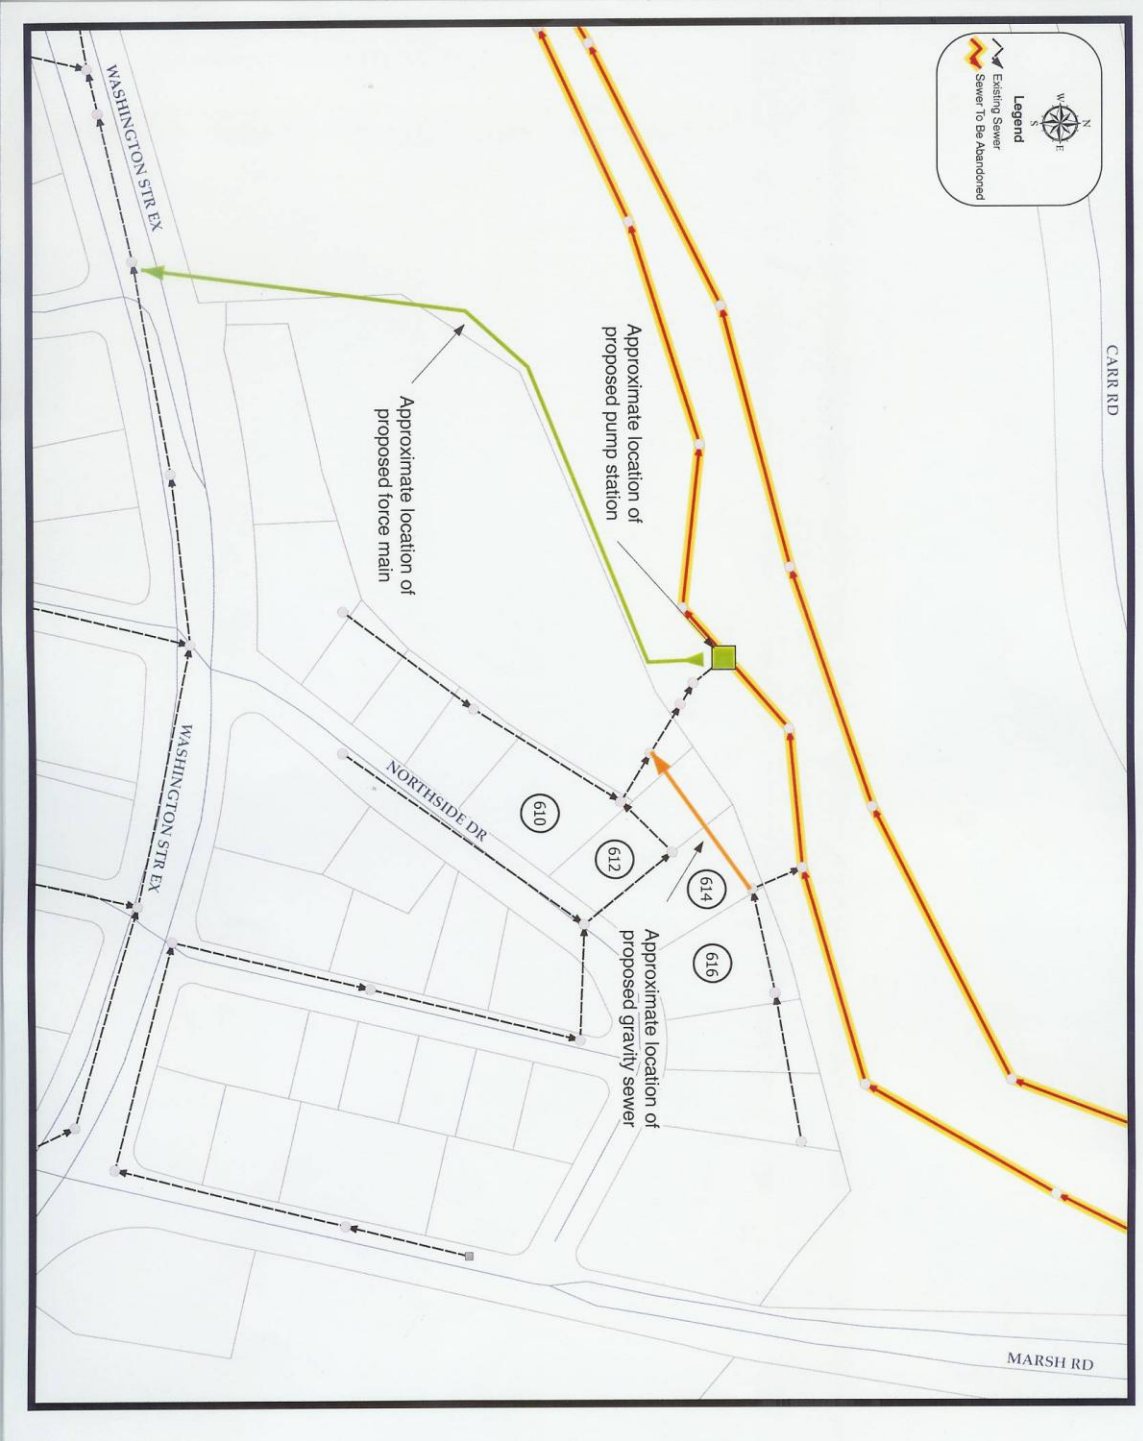 N
W
E
S
Legend
Existing Sewer
Sewer To Be Abandoned
CARR RD
WASHINGTON STR EX
Approximate location of
proposed pump station
Approximate location of
proposed force main
NORTHSIDE DR
610
612
614
616
WASHINGTON STR EX
Approximate location of
proposed gravity sewer
MARSH RD